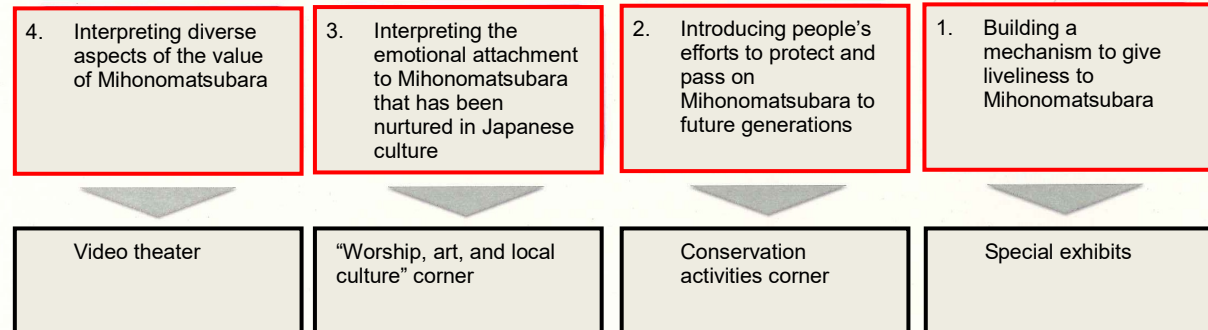 4. Interpreting diverse
aspects of the value
of Mihonomatsubara
3. Interpreting the
emotional attachment
to Mihonomatsubara
that has been
nurtured in Japanese
culture
2. Introducing people's
efforts to protect and
pass on
Mihonomatsubara to
future generations
1. Building a
mechanism to give
liveliness to
Mihonomatsubara
Video theater
“Worship, art, and local
culture” corner
Conservation
activities corner
Special exhibits